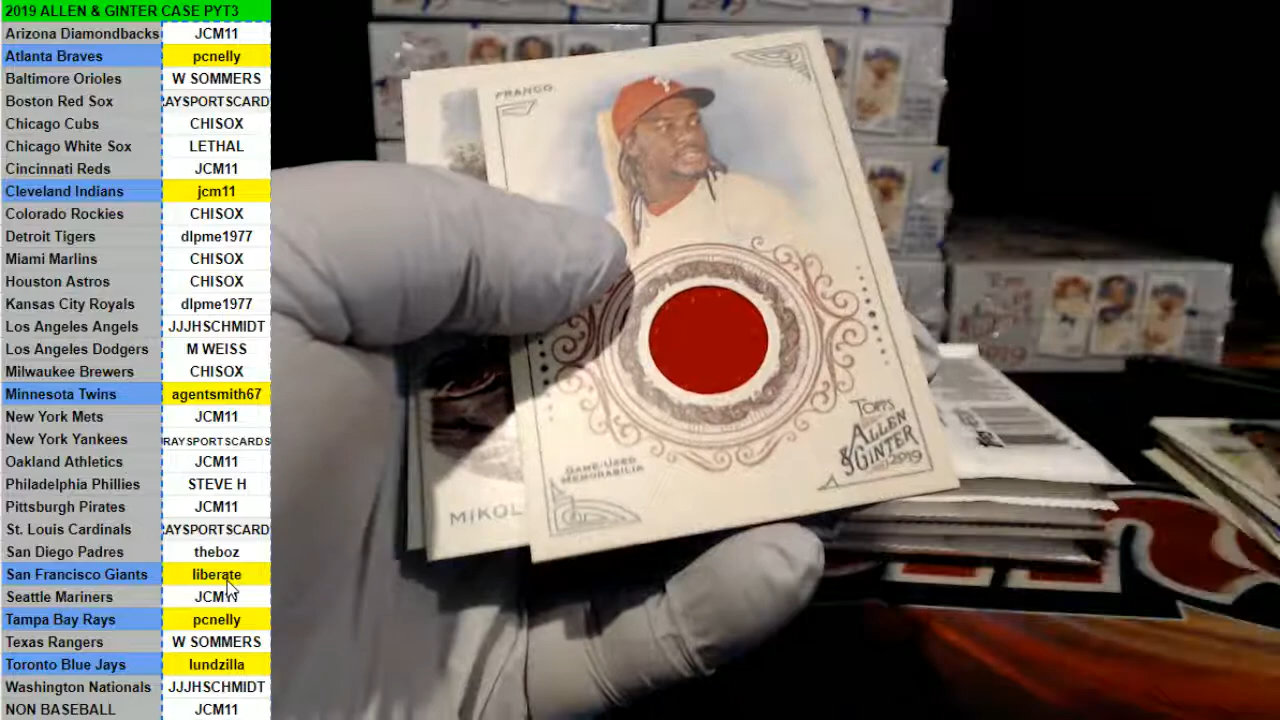 2019 ALLEN & GINTER CASE PYT3
Arizona Diamondbacks JCM11
Atlanta Braves pcnelly
Baltimore Orioles W SOMMERS
Boston Red Sox RAYSPORTSCARD
Chicago Cubs CHISOX
Chicago White Sox LETHAL
Cincinnati Reds JCM11
Cleveland Indians jcm11
Colorado Rockies CHISOX
Detroit Tigers dlpme1977
Miami Marlins CHISOX
Houston Astros CHISOX
Kansas City Royals dlpme1977
Los Angeles Angels JJJHSCHMIDT
Los Angeles Dodgers M WEISS
Milwaukee Brewers CHISOX
Minnesota Twins agentsmith67
New York Mets JCM11
New York Yankees RAYSPORTSCARDS
Oakland Athletics JCM11
Philadelphia Phillies STEVE H
Pittsburgh Pirates JCM11
St. Louis Cardinals AYSPORTSCARD
San Diego Padres theboz
San Francisco Giants liberate
Seattle Mariners JCM11
Tampa Bay Rays pcnelly
Texas Rangers W SOMMERS
Toronto Blue Jays lundzilla
Washington Nationals JJJHSCHMIDT
NON BASEBALL JCM11
FRANCO
GAME-USED
MEMORABILIA
TOPPS
ALLEN
& GINTER
2019
MIKOL